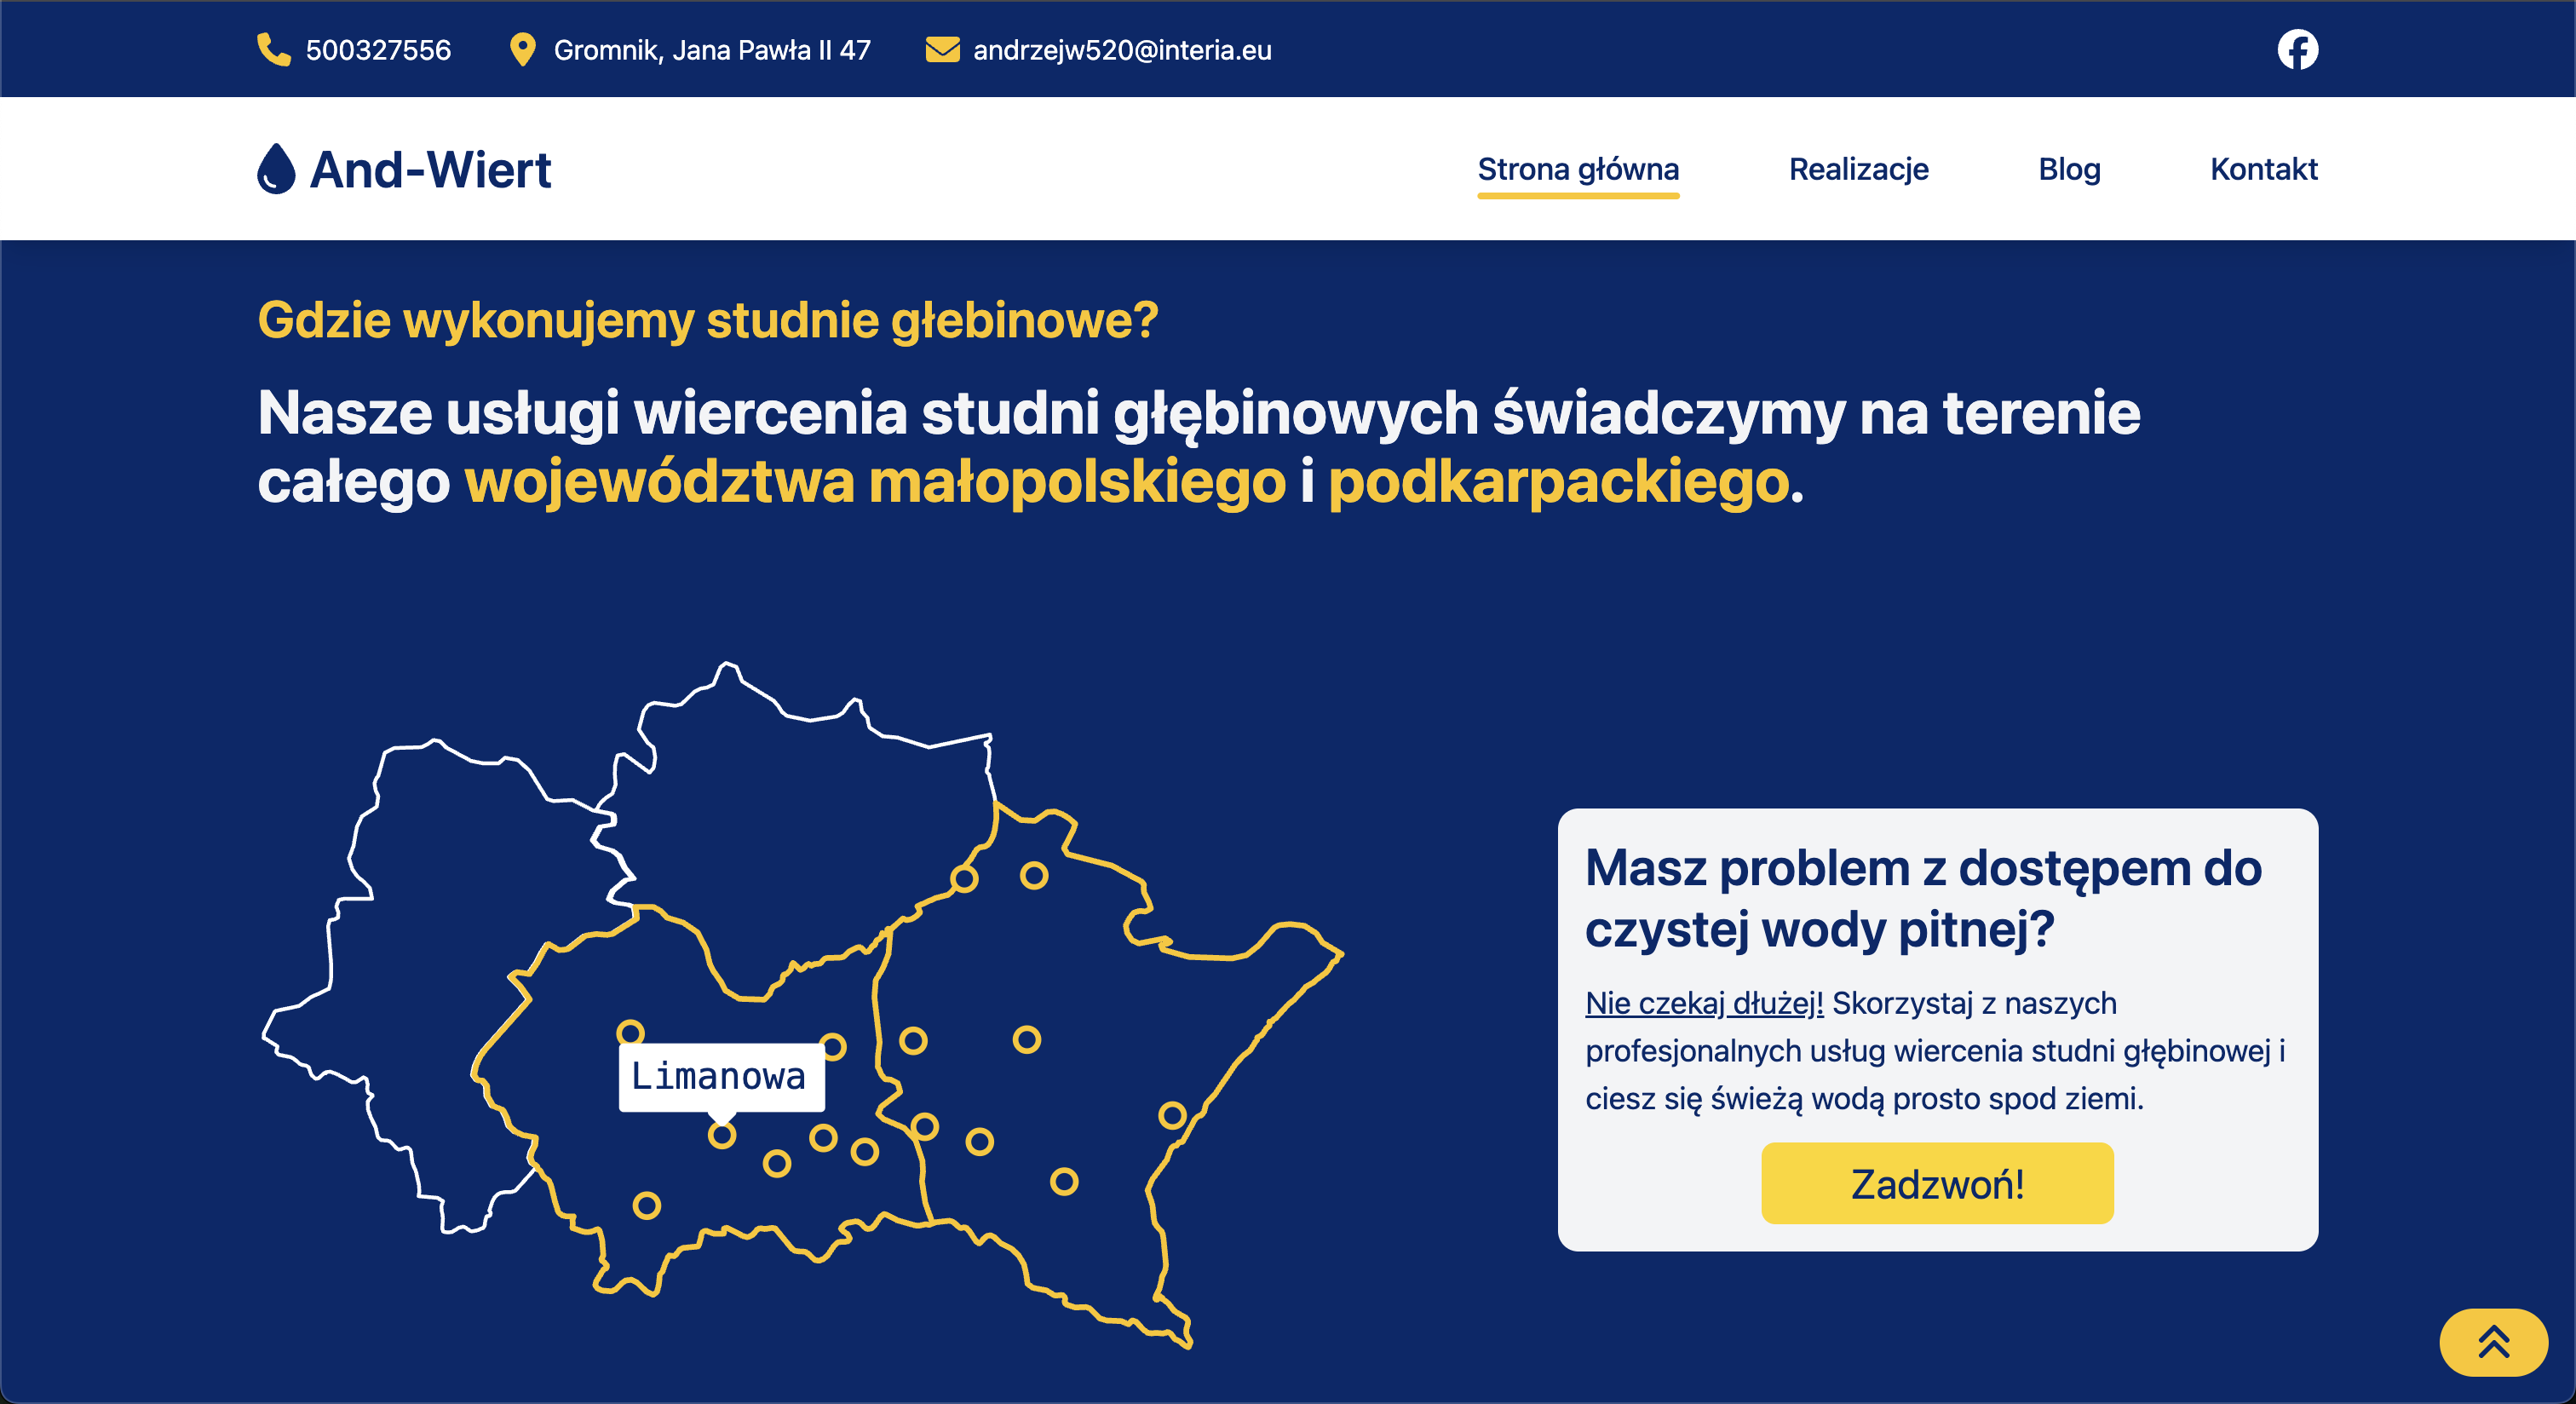 500327556
Gromnik, Jana Pawła II 47
andrzejw520@interia.eu
And-Wiert
Strona główna
Realizacje
Blog
Kontakt
Gdzie wykonujemy studnie głebinowe?
Nasze usługi wiercenia studni głębinowych świadczymy na terenie
całego województwa małopolskiego i podkarpackiego.
Limanowa
Masz problem z dostępem do
czystej wody pitnej?
Nie czekaj dłużej! Skorzystaj z naszych
profesjonalnych usług wiercenia studni głębinowej i
ciesz się świeżą wodą prosto spod ziemi.
Zadzwoń!